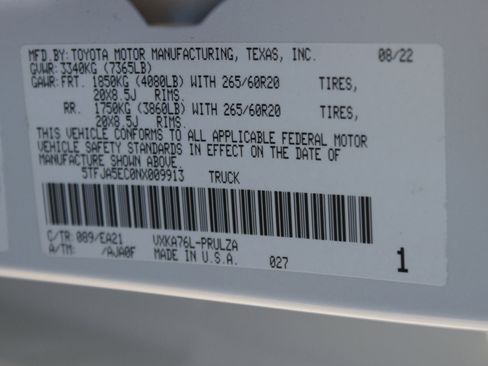 MFD.BY: TOYOTA MOTOR MANUFACTURING, TEXAS, INC. 08/22
GVWR: 3340KG (7365LB)
GAWR: FRT. 1850KG (4080LB) WITH 265/60R20 TIRES,
20X8.5J RIMS.
RR. 1750KG (3860LB) WITH 265/60R20 TIRES,
20X8.5J RIMS.
THIS VEHICLE CONFORMS TO ALL APPLICABLE FEDERAL MOTOR
VEHICLE SAFETY STANDARDS IN EFFECT ON THE DATE OF
MANUFACTURE SHOWN ABOVE.
5TFJA5EC0NX009913 TRUCK
C/TR: 089/EA21 VXKA76L-PRULZA
A/TM: /AJA0F MADE IN U.S.A. 027 1